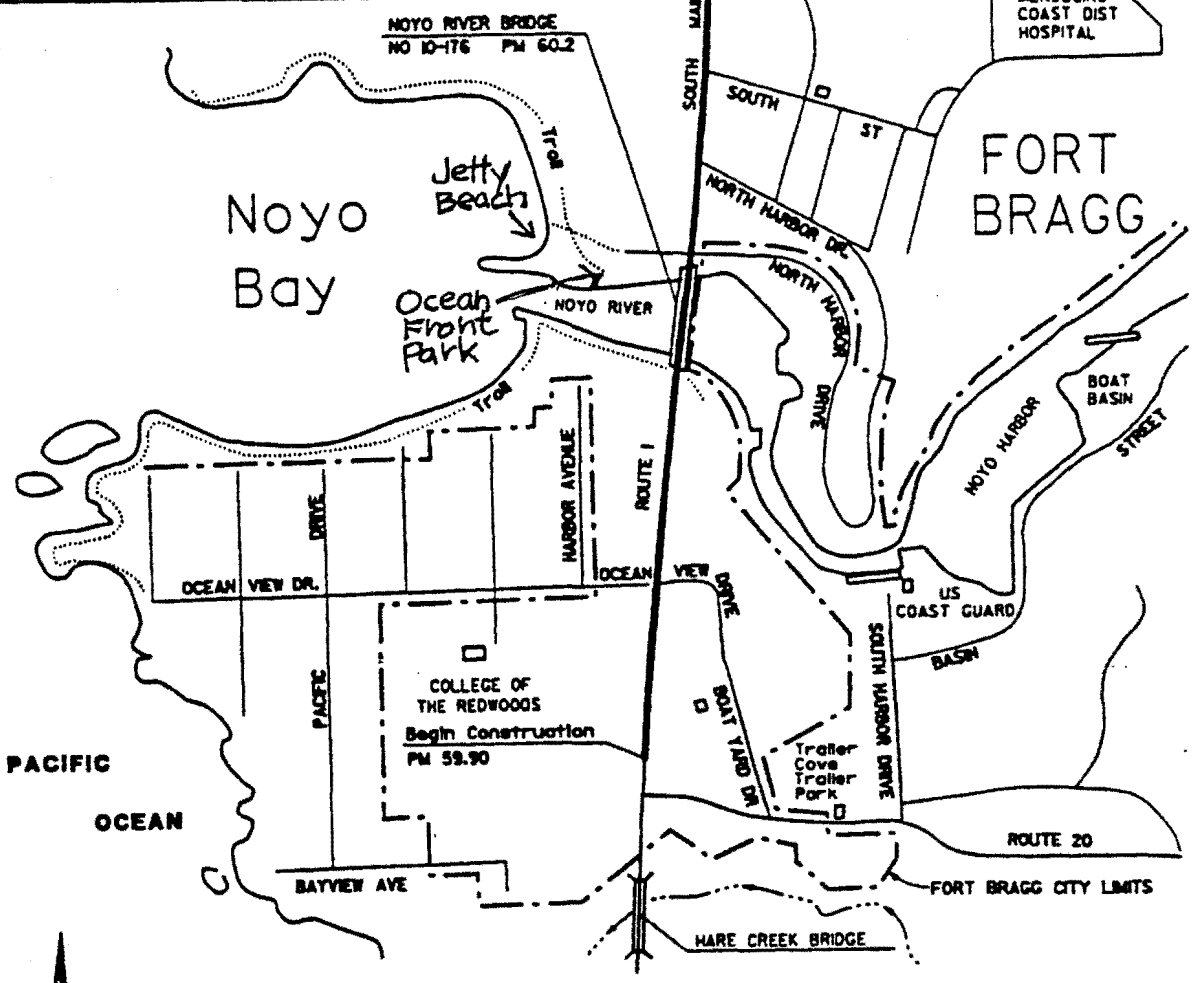 NOYO RIVER BRIDGE
NO 10-176 PM 60.2
COAST DIST
HOSPITAL
SOUTH
SOUTH
ST
FORT
BRAGG
Trail
Jetty
Beach
Noyo
Bay
NORTH HARBOR DR.
NORTH HARBOR
DRIVE
Ocean
Front
Park
NOYO RIVER
BOAT
BASIN
NOYO HARBOR
STREET
Trail
HARBOR AVENUE
ROUTE 1
DRIVE
OCEAN VIEW DR.
OCEAN VIEW
DRIVE
US
COAST GUARD
BASIN
SOUTH HARBOR DRIVE
COLLEGE OF
THE REDWOODS
PACIFIC
BOAT YARD DR
Begin Construction
PM 59.90
Trailer
Cove
Trailer
Park
PACIFIC
OCEAN
ROUTE 20
BAYVIEW AVE
FORT BRAGG CITY LIMITS
HARE CREEK BRIDGE